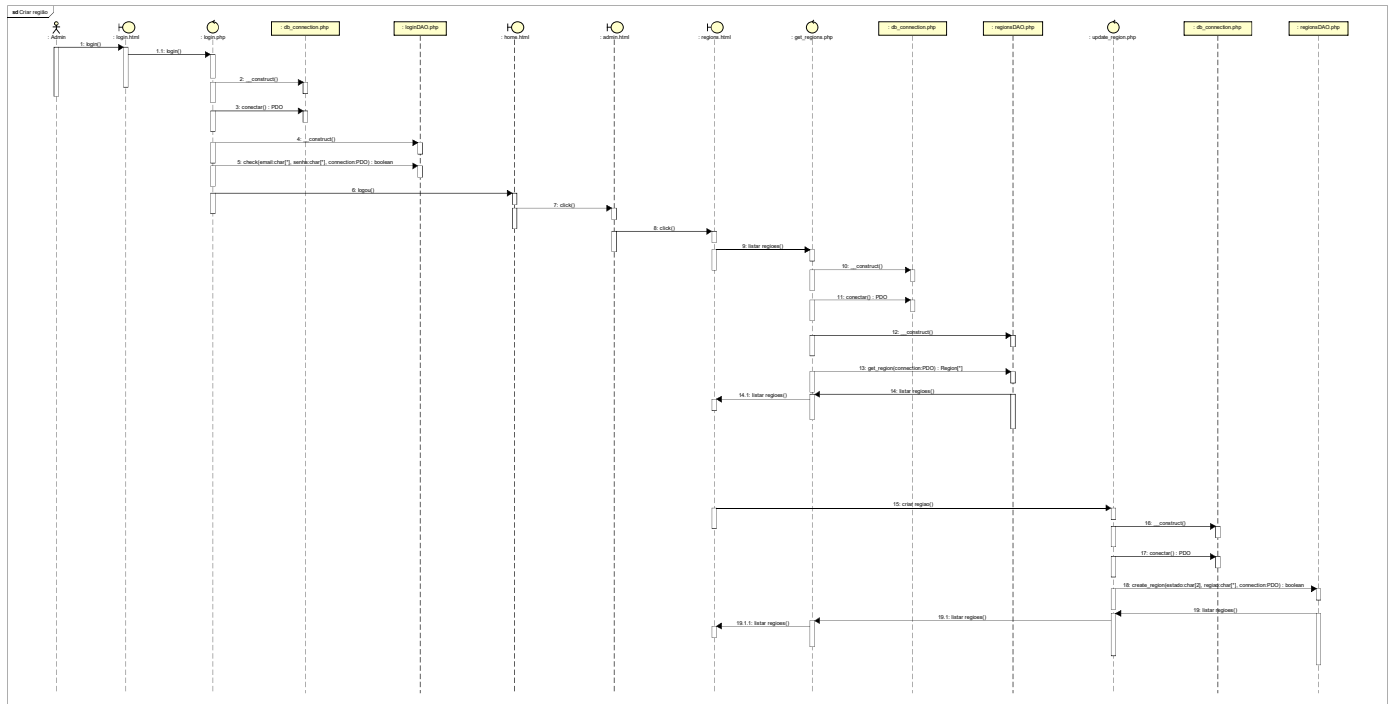 sd Criar região
: Admin
: login.html
: login.php
: db_connection.php
: loginDAO.php
: home.html
: admin.html
: regions.html
: get_regions.php
: db_connection.php
: regionsDAO.php
: update_region.php
: db_connection.php
: regionsDAO.php
1: login()
1.1: login()
2: __construct()
3: conectar() : PDO
4: __construct()
5: check(email:char[*], senha:char[*], connection:PDO) : boolean
6: logou()
7: click()
8: click()
9: listar regioes()
10: __construct()
11: conectar() : PDO
12: __construct()
13: get_region(connection:PDO) : Region[*]
14: listar regioes()
14.1: listar regioes()
15: criar regiao()
16: __construct()
17: conectar() : PDO
18: create_region(estado:char[2], regiao:char[*], connection:PDO) : boolean
19: listar regioes()
19.1: listar regioes()
19.1.1: listar regioes()